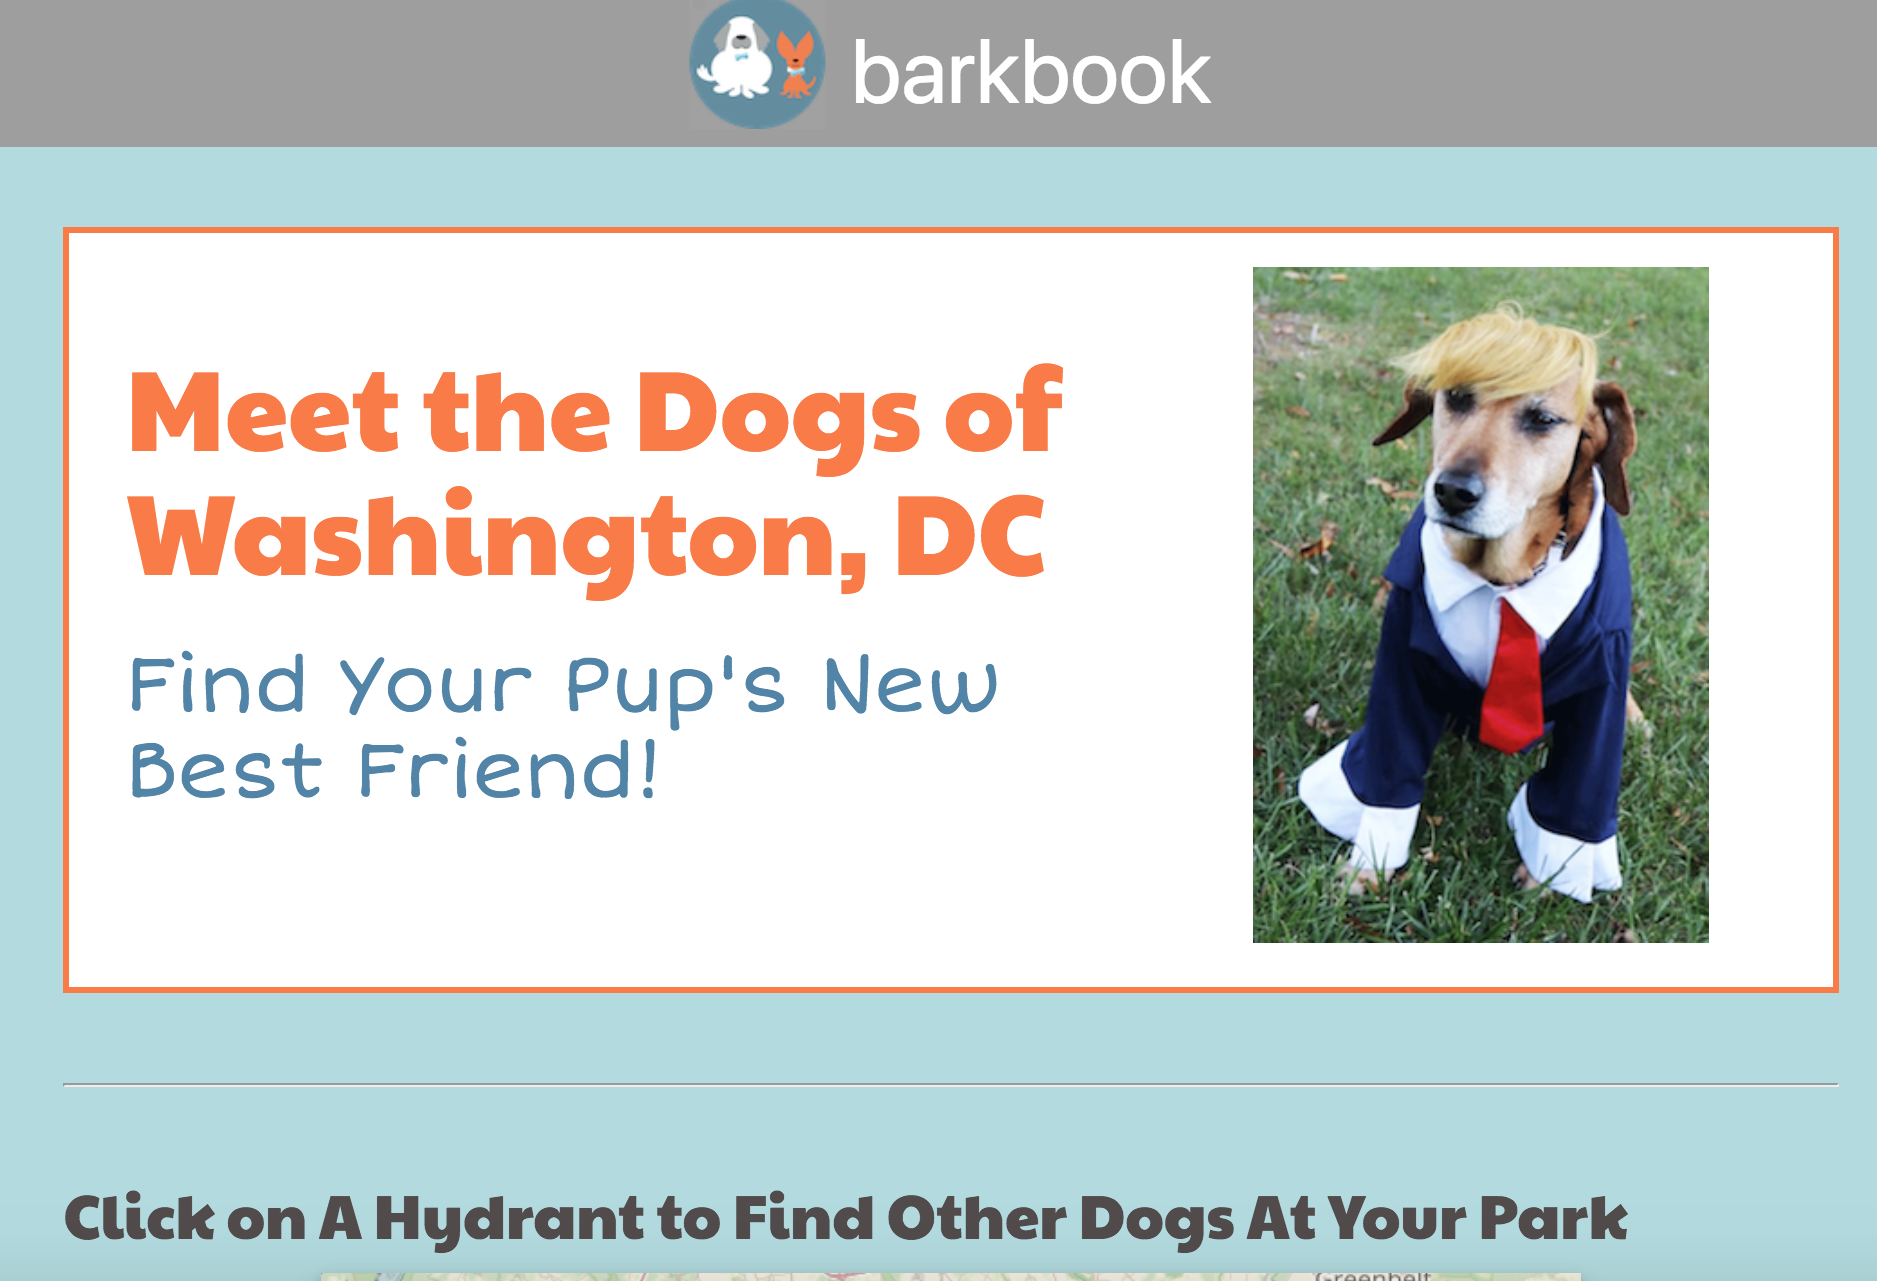 barkbook
Meet the Dogs of
Washington, DC
Find Your Pup's New
Best Friend!
Click on A Hydrant to Find Other Dogs At Your Park
Greenbelt